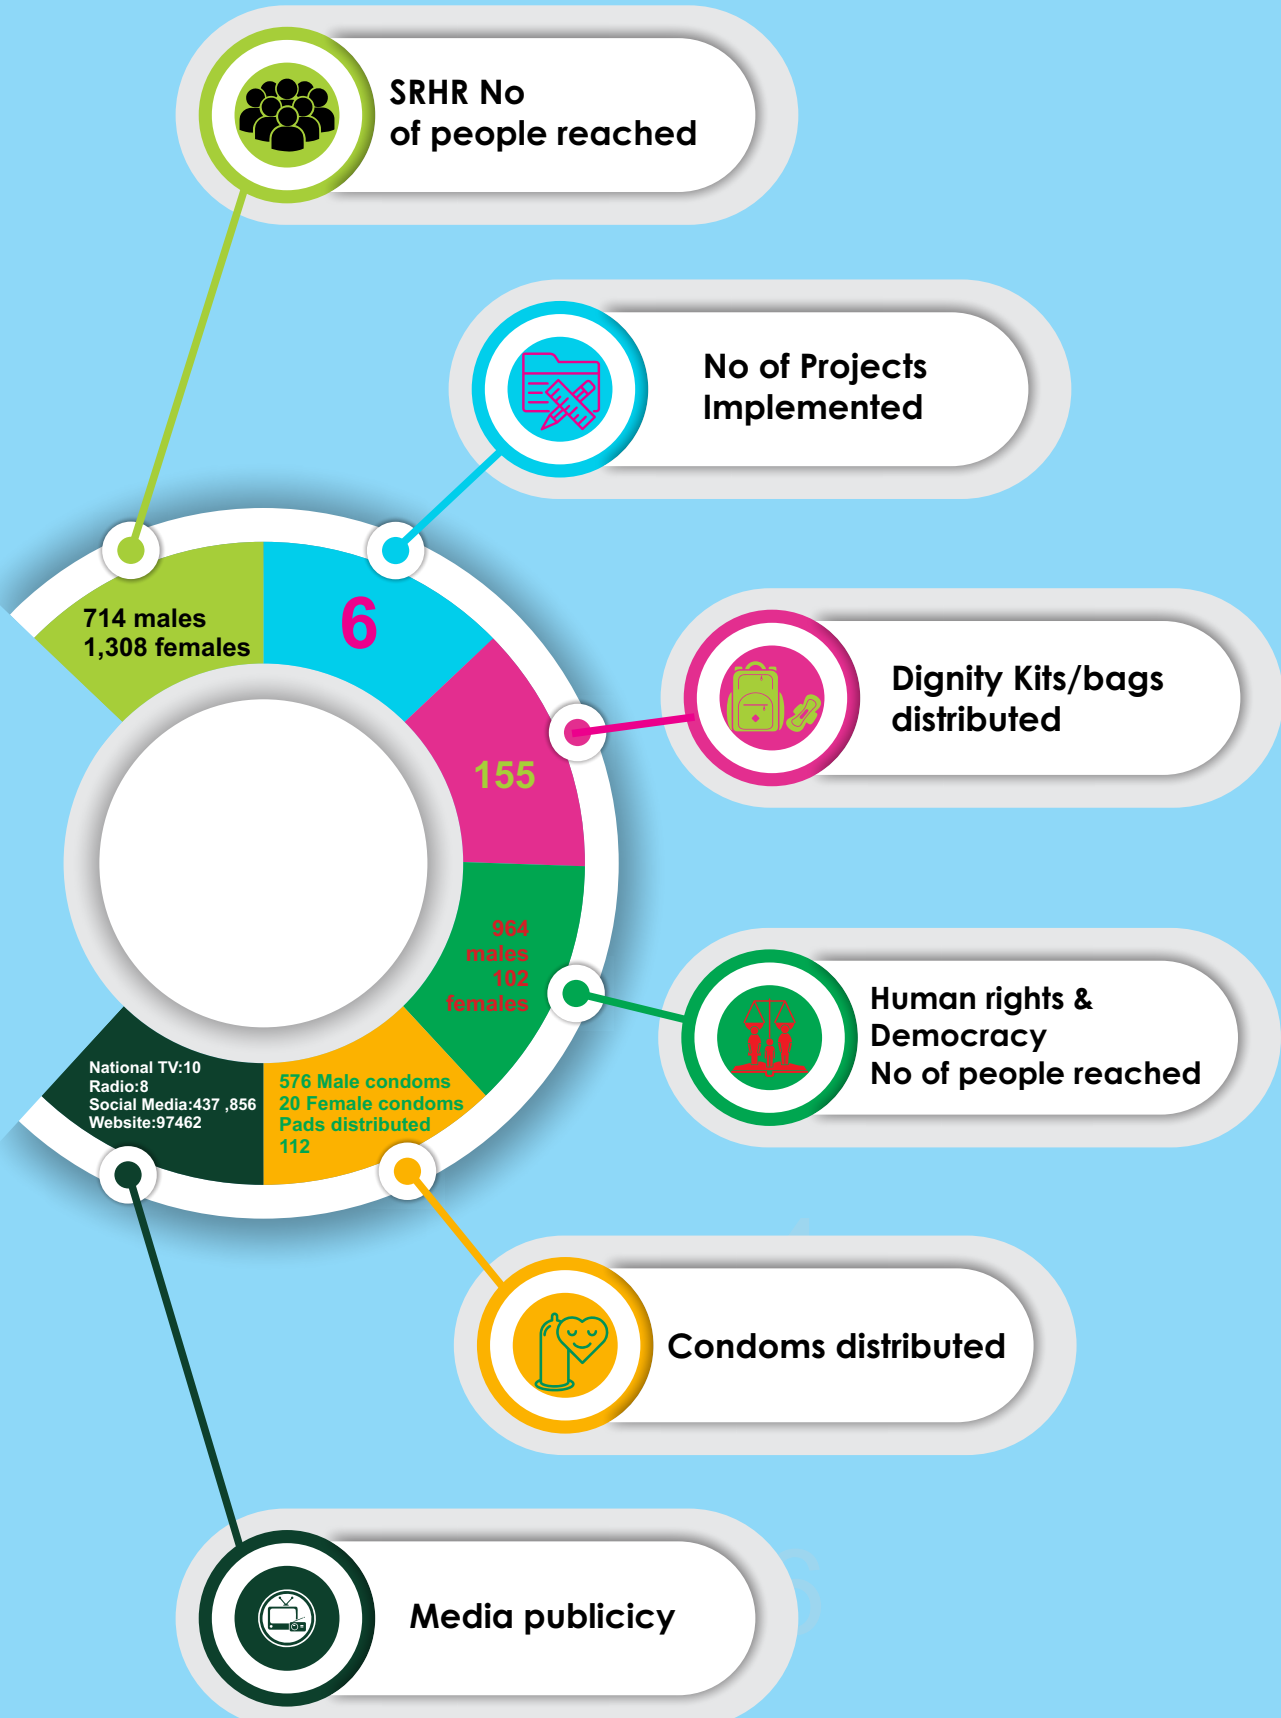 SRHR No
of people reached
No of Projects
Implemented
714 males
1,308 females
6
Dignity Kits/bags
distributed
155
964
males
102
females
Human rights &
Democracy
No of people reached
National TV:10
Radio:8
Social Media:437 ,856
Website:97462
576 Male condoms
20 Female condoms
Pads distributed
112
Condoms distributed
Media publicicy